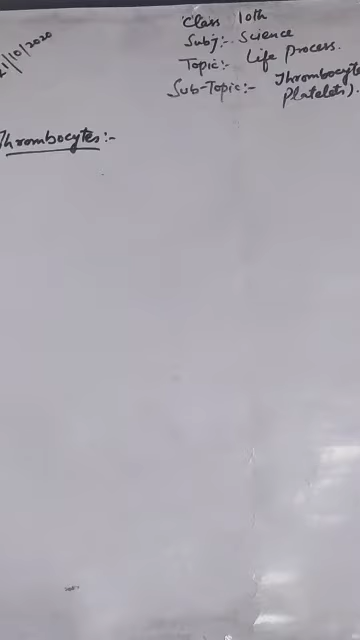 21/10/2020
Class 10th
Subj:- Science
Topic:- Life Process.
Sub-Topic:- Thrombocyte
Platelets).
Thrombocytes:-